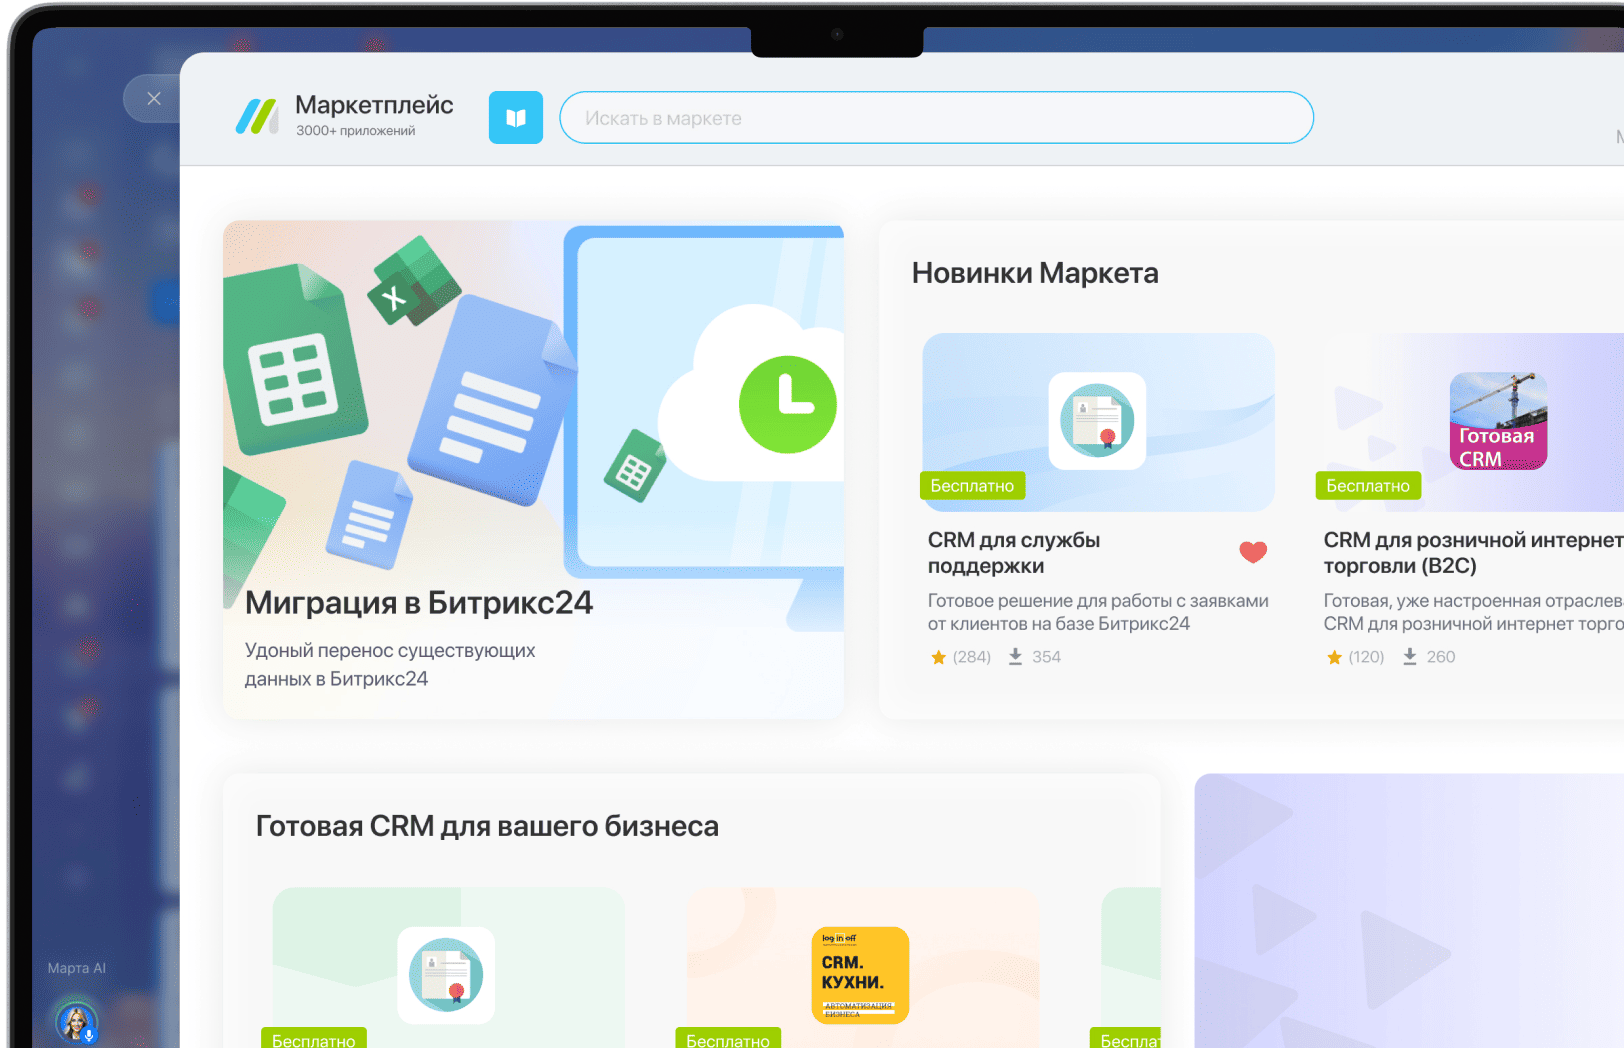 Маркетплейс
3000+ приложений
Искать в маркете
Миграция в Битрикс24
Удоный перенос существующих
данных в Битрикс24
Новинки Маркета
Готовая
CRM
Бесплатно
Бесплатно
CRM для службы
поддержки
Готовое решение для работы с заявками
от клиентов на базе Битрикс24
(284) 354
CRM для розничной интернет
торговли (B2C)
Готовая, уже настроенная отраслева
CRM для розничной интернет торго
(120) 260
Готовая CRM для вашего бизнеса
log in off
CRM.
КУХНИ.
АВТОМАТИЗАЦИЯ
БИЗНЕСА
Бесплатно
Бесплатно
Бесплат
Марта AI